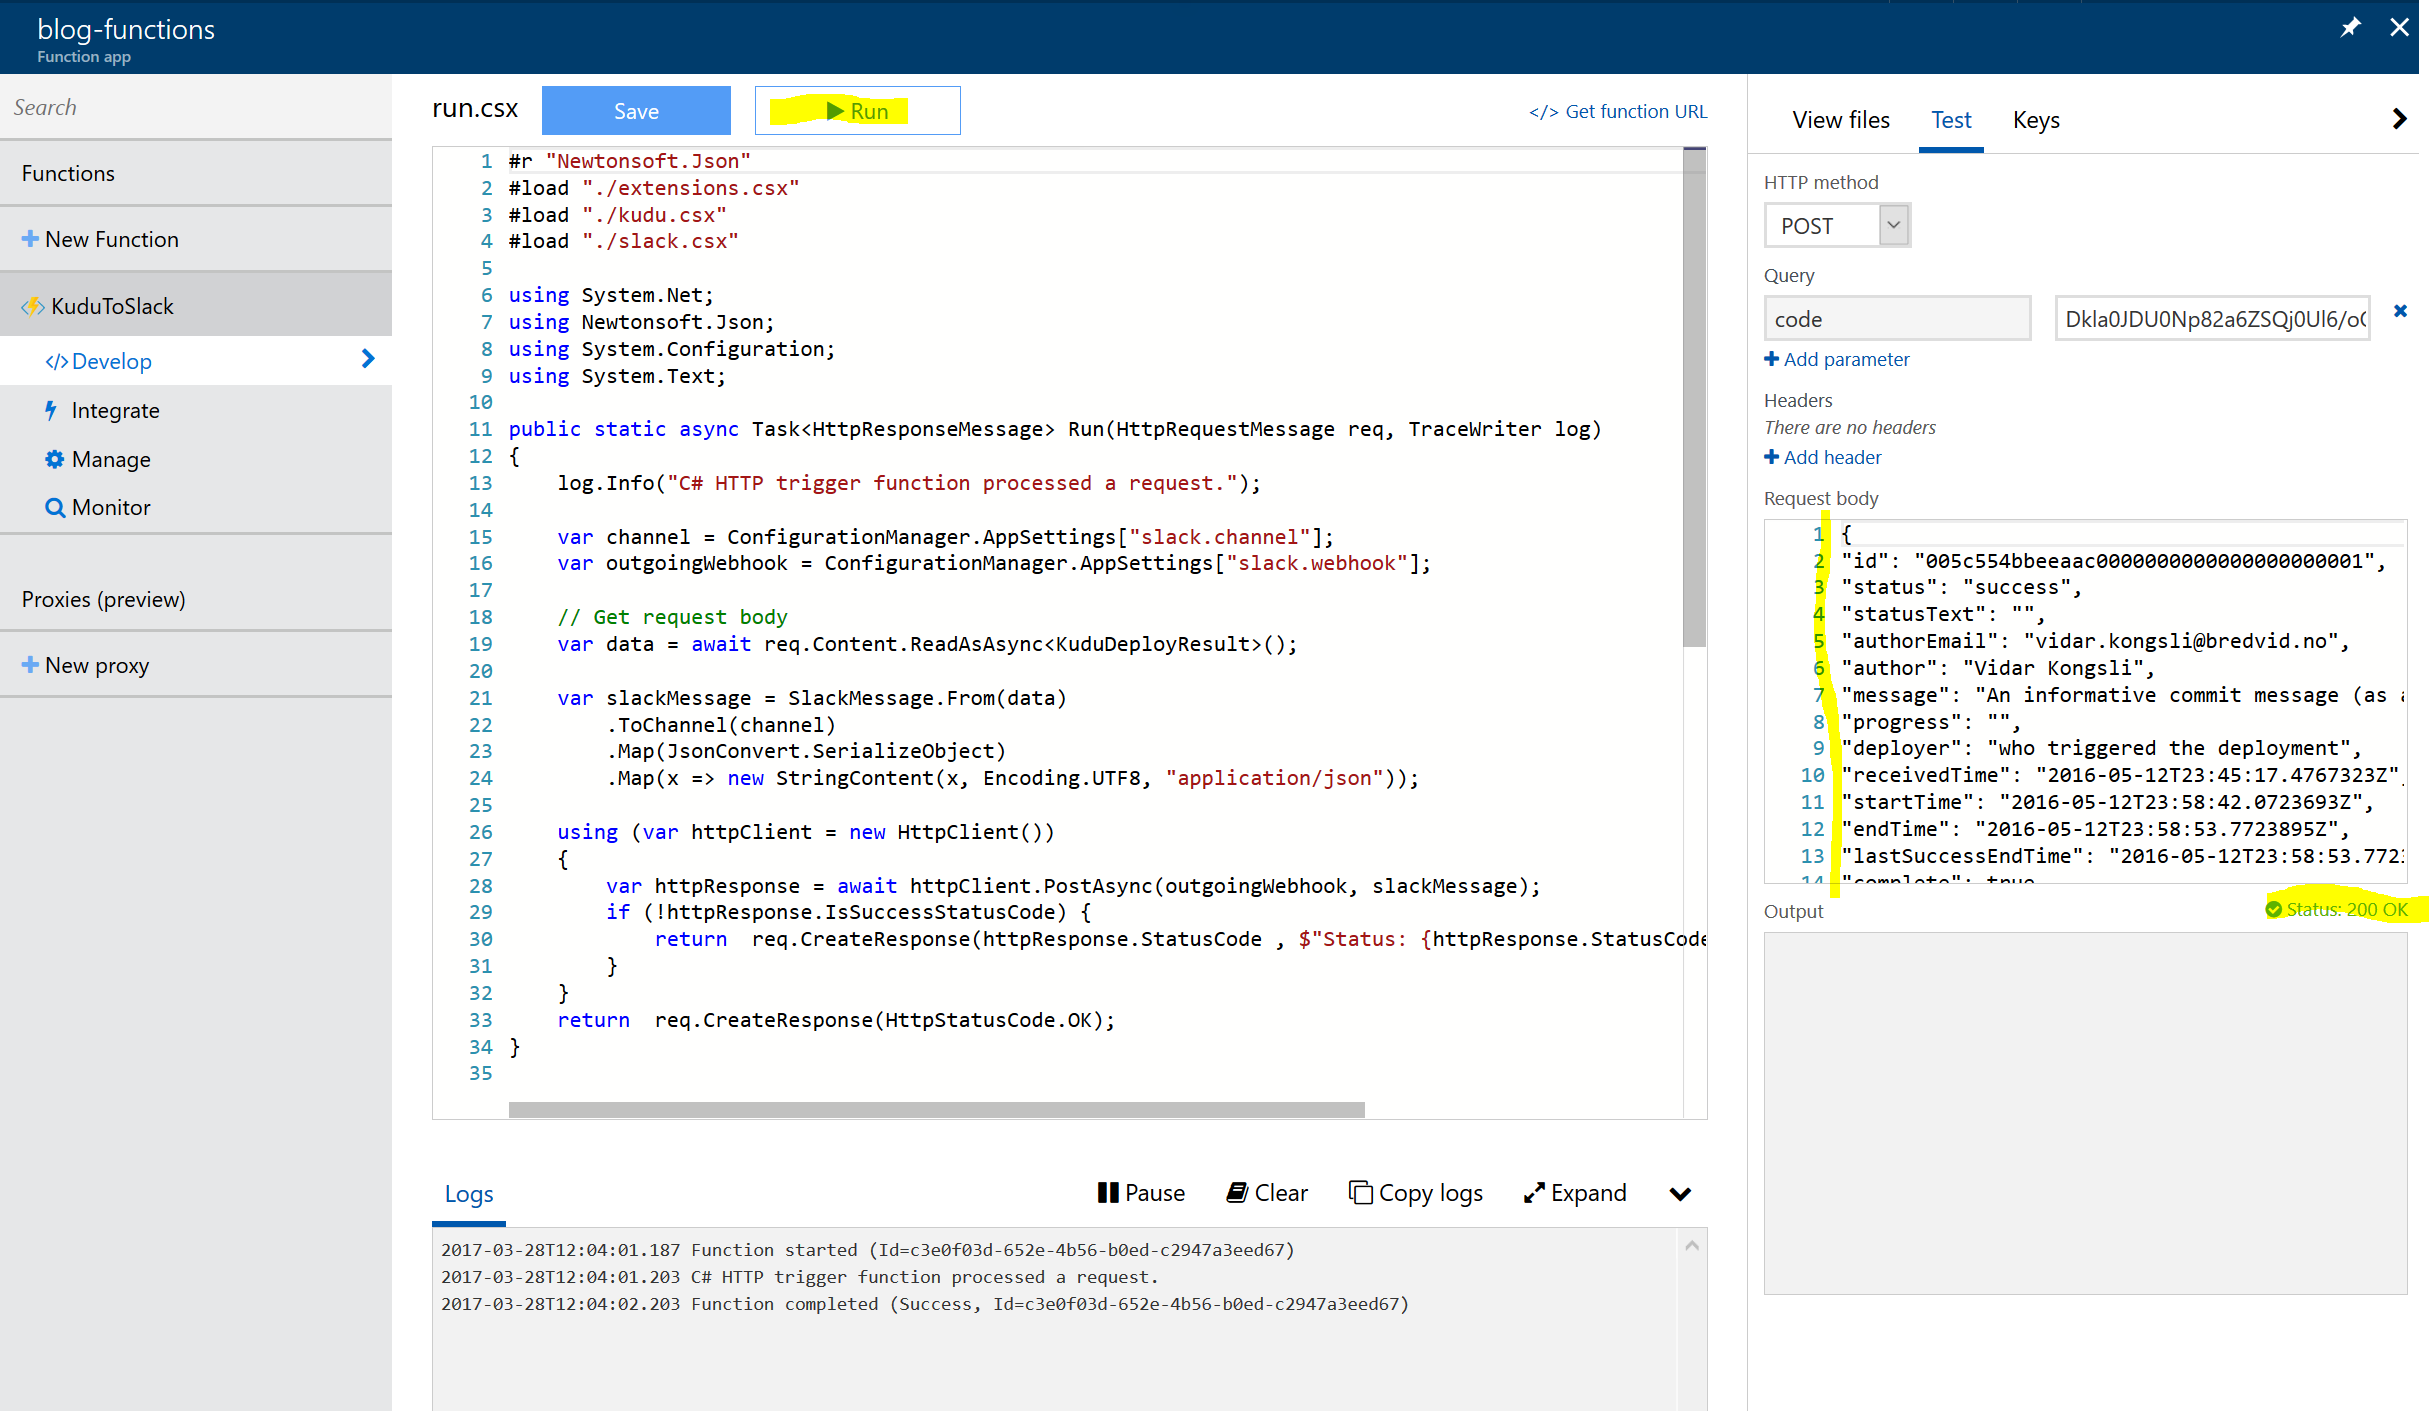 blog-functions
Function app
Search
Functions
New Function
KuduToSlack
</> Develop
Integrate
Manage
Monitor
Proxies (preview)
New proxy
run.csx
Save
Run
</> Get function URL
1 #r "Newtonsoft.Json"
2 #load "./extensions.csx"
3 #load "./kudu.csx"
4 #load "./slack.csx"
5
6 using System.Net;
7 using Newtonsoft.Json;
8 using System.Configuration;
9 using System.Text;
10
11 public static async Task<HttpResponseMessage> Run(HttpRequestMessage req, TraceWriter log)
12 {
13     log.Info("C# HTTP trigger function processed a request.");
14
15     var channel = ConfigurationManager.AppSettings["slack.channel"];
16     var outgoingWebhook = ConfigurationManager.AppSettings["slack.webhook"];
17
18     // Get request body
19     var data = await req.Content.ReadAsAsync<KuduDeployResult>();
20
21     var slackMessage = SlackMessage.From(data)
22         .ToChannel(channel)
23         .Map(JsonConvert.SerializeObject)
24         .Map(x => new StringContent(x, Encoding.UTF8, "application/json"));
25
26     using (var httpClient = new HttpClient())
27     {
28         var httpResponse = await httpClient.PostAsync(outgoingWebhook, slackMessage);
29         if (!httpResponse.IsSuccessStatusCode) {
30             return  req.CreateResponse(httpResponse.StatusCode , $"Status: {httpResponse.StatusCode
31         }
32     }
33     return  req.CreateResponse(HttpStatusCode.OK);
34 }
35
Logs
Pause
Clear
Copy logs
Expand
2017-03-28T12:04:01.187 Function started (Id=c3e0f03d-652e-4b56-b0ed-c2947a3eed67)
2017-03-28T12:04:01.203 C# HTTP trigger function processed a request.
2017-03-28T12:04:02.203 Function completed (Success, Id=c3e0f03d-652e-4b56-b0ed-c2947a3eed67)
View files
Test
Keys
HTTP method
POST
Query
code
Dkla0JDU0Np82a6ZSQj0Ul6/o
Add parameter
Headers
There are no headers
Add header
Request body
1 {
2 "id": "005c554bbeeaac0000000000000000000001",
3 "status": "success",
4 "statusText": "",
5 "authorEmail": "vidar.kongsli@bredvid.no",
6 "author": "Vidar Kongsli",
7 "message": "An informative commit message (as
8 "progress": "",
9 "deployer": "who triggered the deployment",
10 "receivedTime": "2016-05-12T23:45:17.4767323Z"
11 "startTime": "2016-05-12T23:58:42.0723693Z",
12 "endTime": "2016-05-12T23:58:53.7723895Z",
13 "lastSuccessEndTime": "2016-05-12T23:58:53.772
14 "complete": true
Output
Status: 200 OK